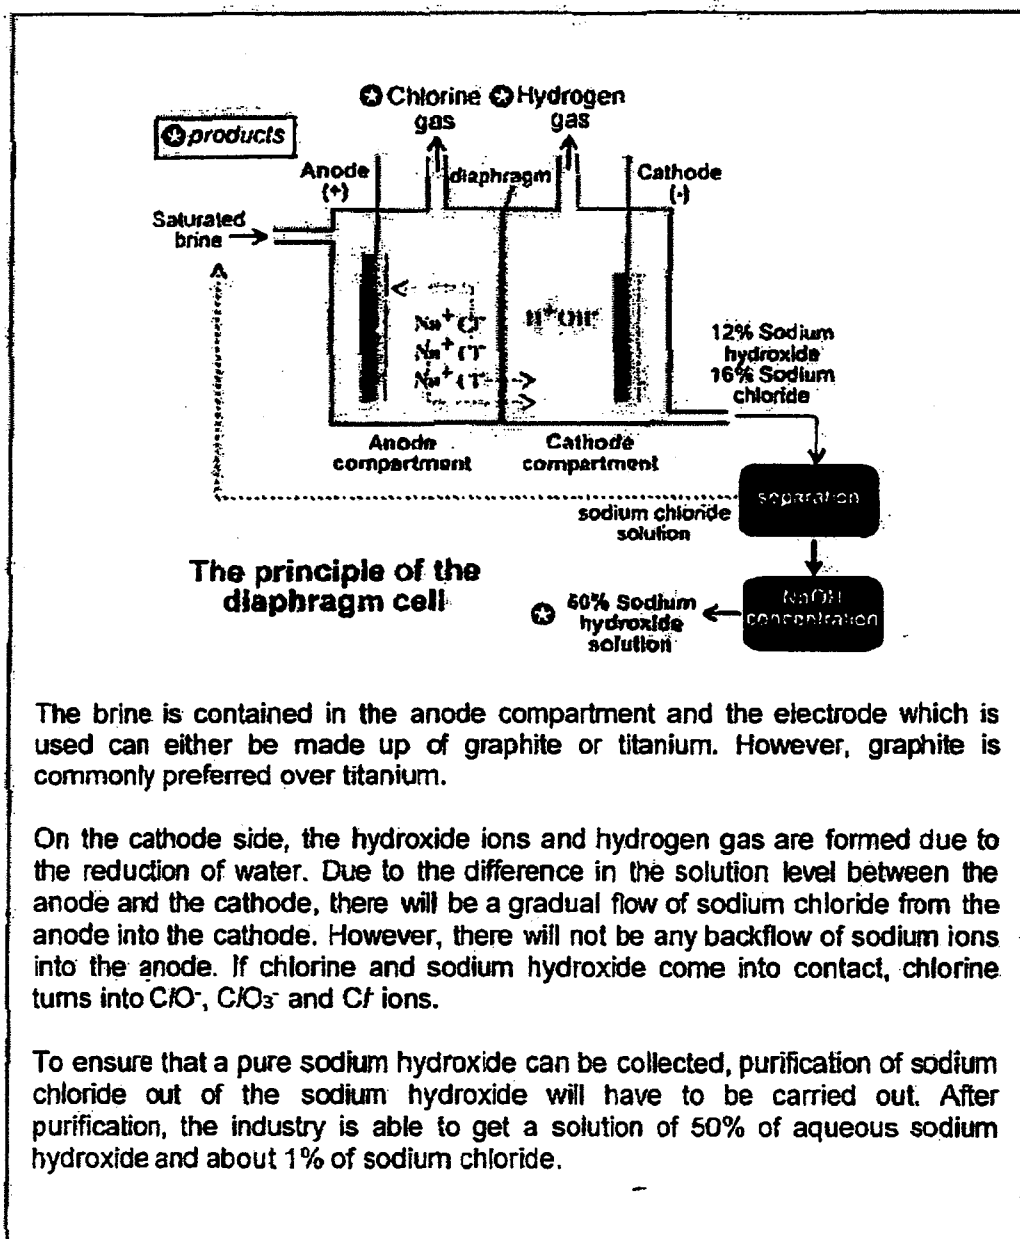 ✪ Chlorine gas
✪ Hydrogen gas
✪ products
Anode (+)
diaphragm
Cathode (-)
Saturated brine
Na⁺Cl⁻
Na⁺Cl⁻
Na⁺Cl⁻
H⁺OH⁻
12% Sodium
hydroxide
16% Sodium
chloride
Anode
compartment
Cathode
compartment
separation
sodium chloride
solution
The principle of the
diaphragm cell
NaOH
concentration
✪ 50% Sodium
hydroxide
solution
The brine is contained in the anode compartment and the electrode which is
used can either be made up of graphite or titanium. However, graphite is
commonly preferred over titanium.
On the cathode side, the hydroxide ions and hydrogen gas are formed due to
the reduction of water. Due to the difference in the solution level between the
anode and the cathode, there will be a gradual flow of sodium chloride from the
anode into the cathode. However, there will not be any backflow of sodium ions
into the anode. If chlorine and sodium hydroxide come into contact, chlorine
turns into ClO⁻, ClO₃⁻ and Cl⁻ ions.
To ensure that a pure sodium hydroxide can be collected, purification of sodium
chloride out of the sodium hydroxide will have to be carried out. After
purification, the industry is able to get a solution of 50% of aqueous sodium
hydroxide and about 1% of sodium chloride.